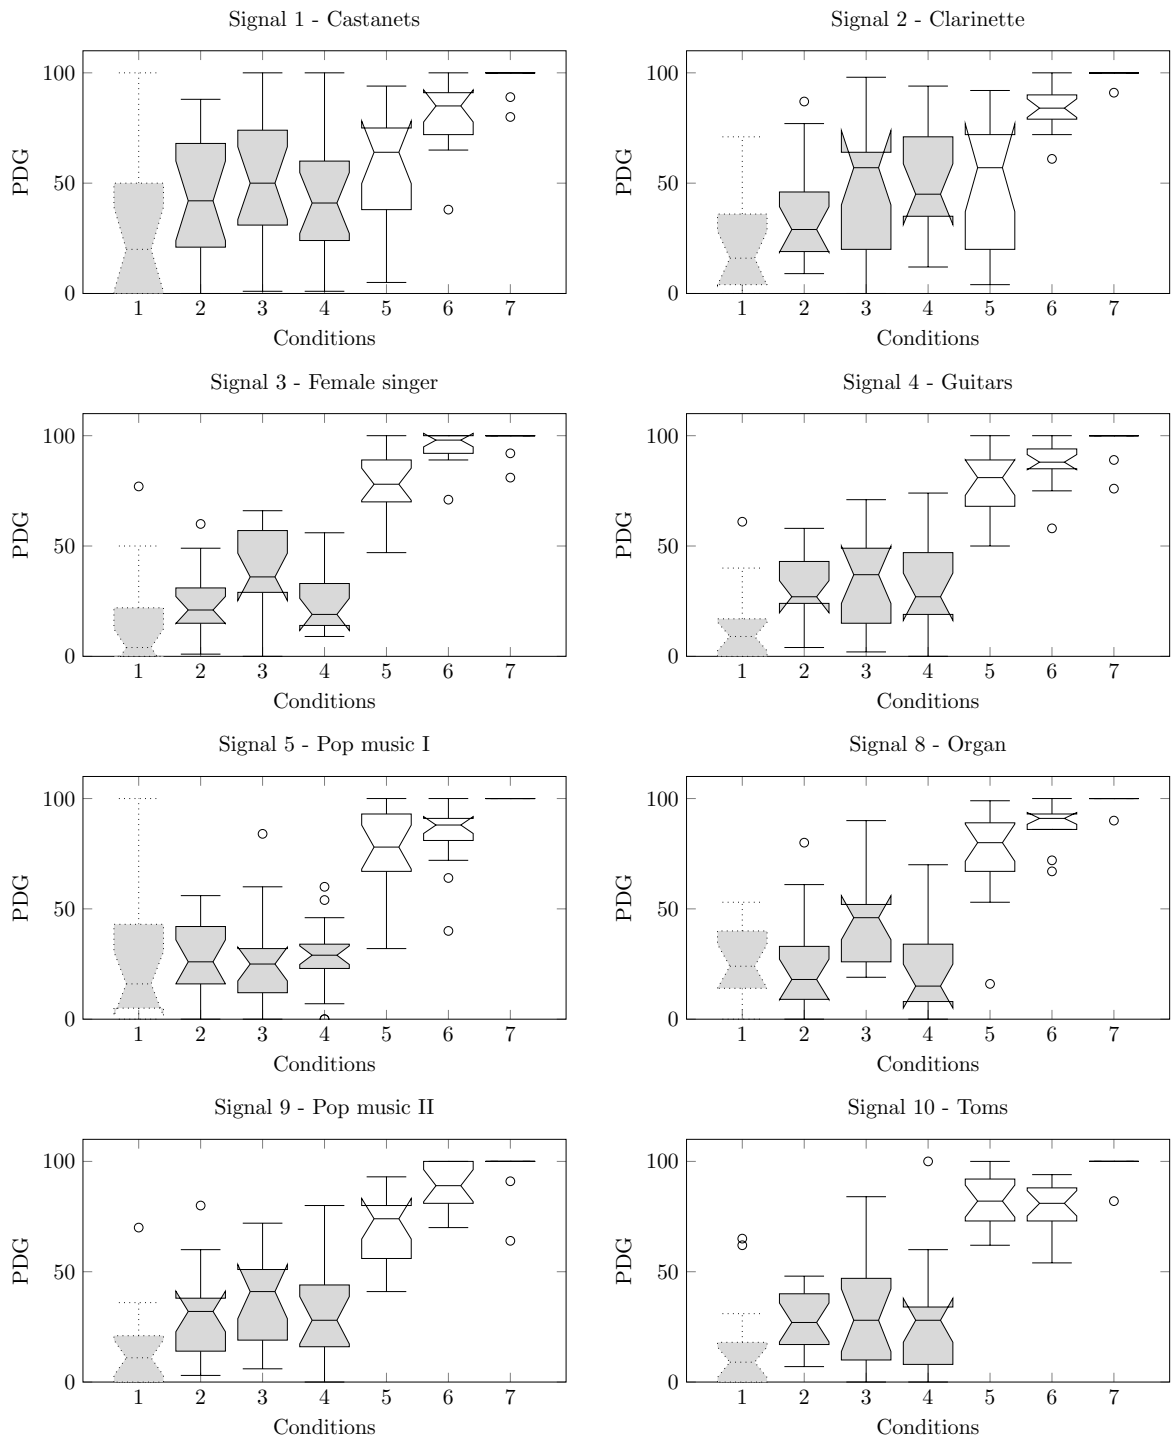 Signal 1 - Castanets
100
50
0
PDG
1 2 3 4 5 6 7
Conditions
Signal 2 - Clarinette
100
50
0
PDG
1 2 3 4 5 6 7
Conditions
Signal 3 - Female singer
100
50
0
PDG
1 2 3 4 5 6 7
Conditions
Signal 4 - Guitars
100
50
0
PDG
1 2 3 4 5 6 7
Conditions
Signal 5 - Pop music I
100
50
0
PDG
1 2 3 4 5 6 7
Conditions
Signal 8 - Organ
100
50
0
PDG
1 2 3 4 5 6 7
Conditions
Signal 9 - Pop music II
100
50
0
PDG
1 2 3 4 5 6 7
Conditions
Signal 10 - Toms
100
50
0
PDG
1 2 3 4 5 6 7
Conditions